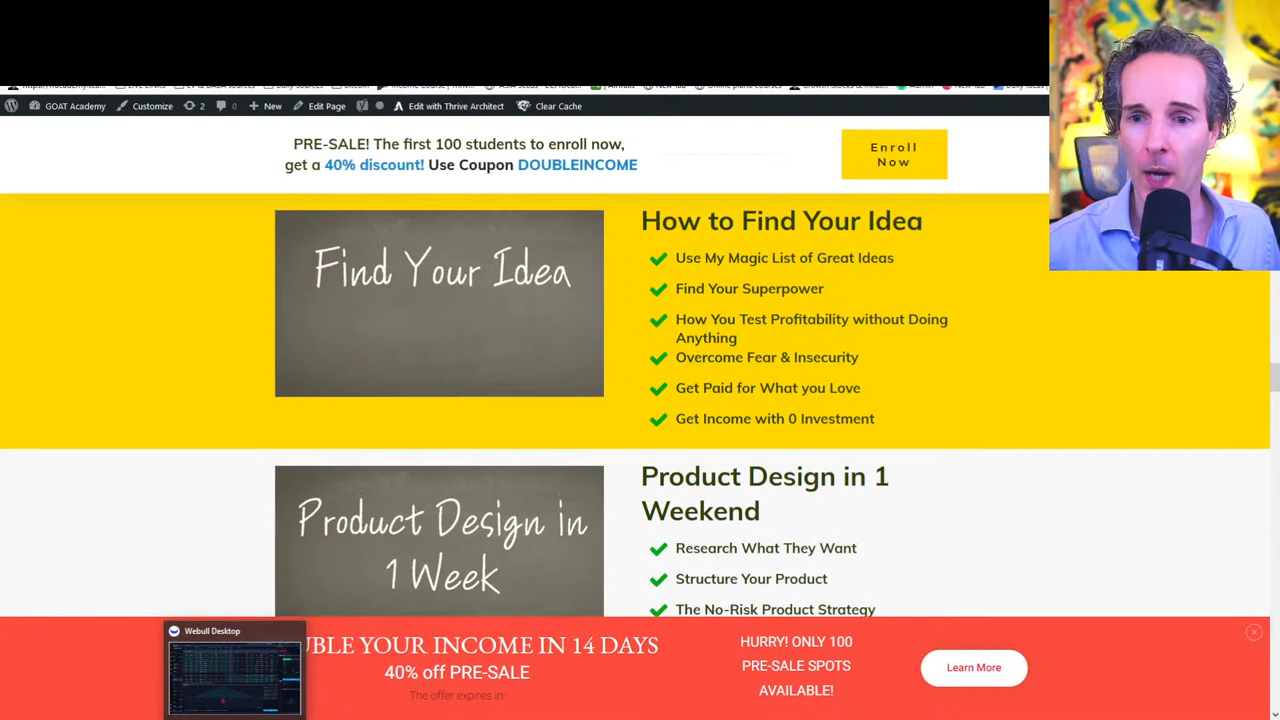 GOAT Academy
Customize
2
0
New
Edit Page
Edit with Thrive Architect
Clear Cache
PRE-SALE! The first 100 students to enroll now,
get a 40% discount! Use Coupon DOUBLEINCOME
Enroll
Now
Find Your Idea
How to Find Your Idea
Use My Magic List of Great Ideas
Find Your Superpower
How You Test Profitability without Doing
Anything
Overcome Fear & Insecurity
Get Paid for What you Love
Get Income with 0 Investment
Product Design in
1 Week
Product Design in 1
Weekend
Research What They Want
Structure Your Product
The No-Risk Product Strategy
Webull Desktop
UBLE YOUR INCOME IN 14 DAYS
40% off PRE-SALE
The offer expires in:
HURRY! ONLY 100
PRE-SALE SPOTS
AVAILABLE!
Learn More